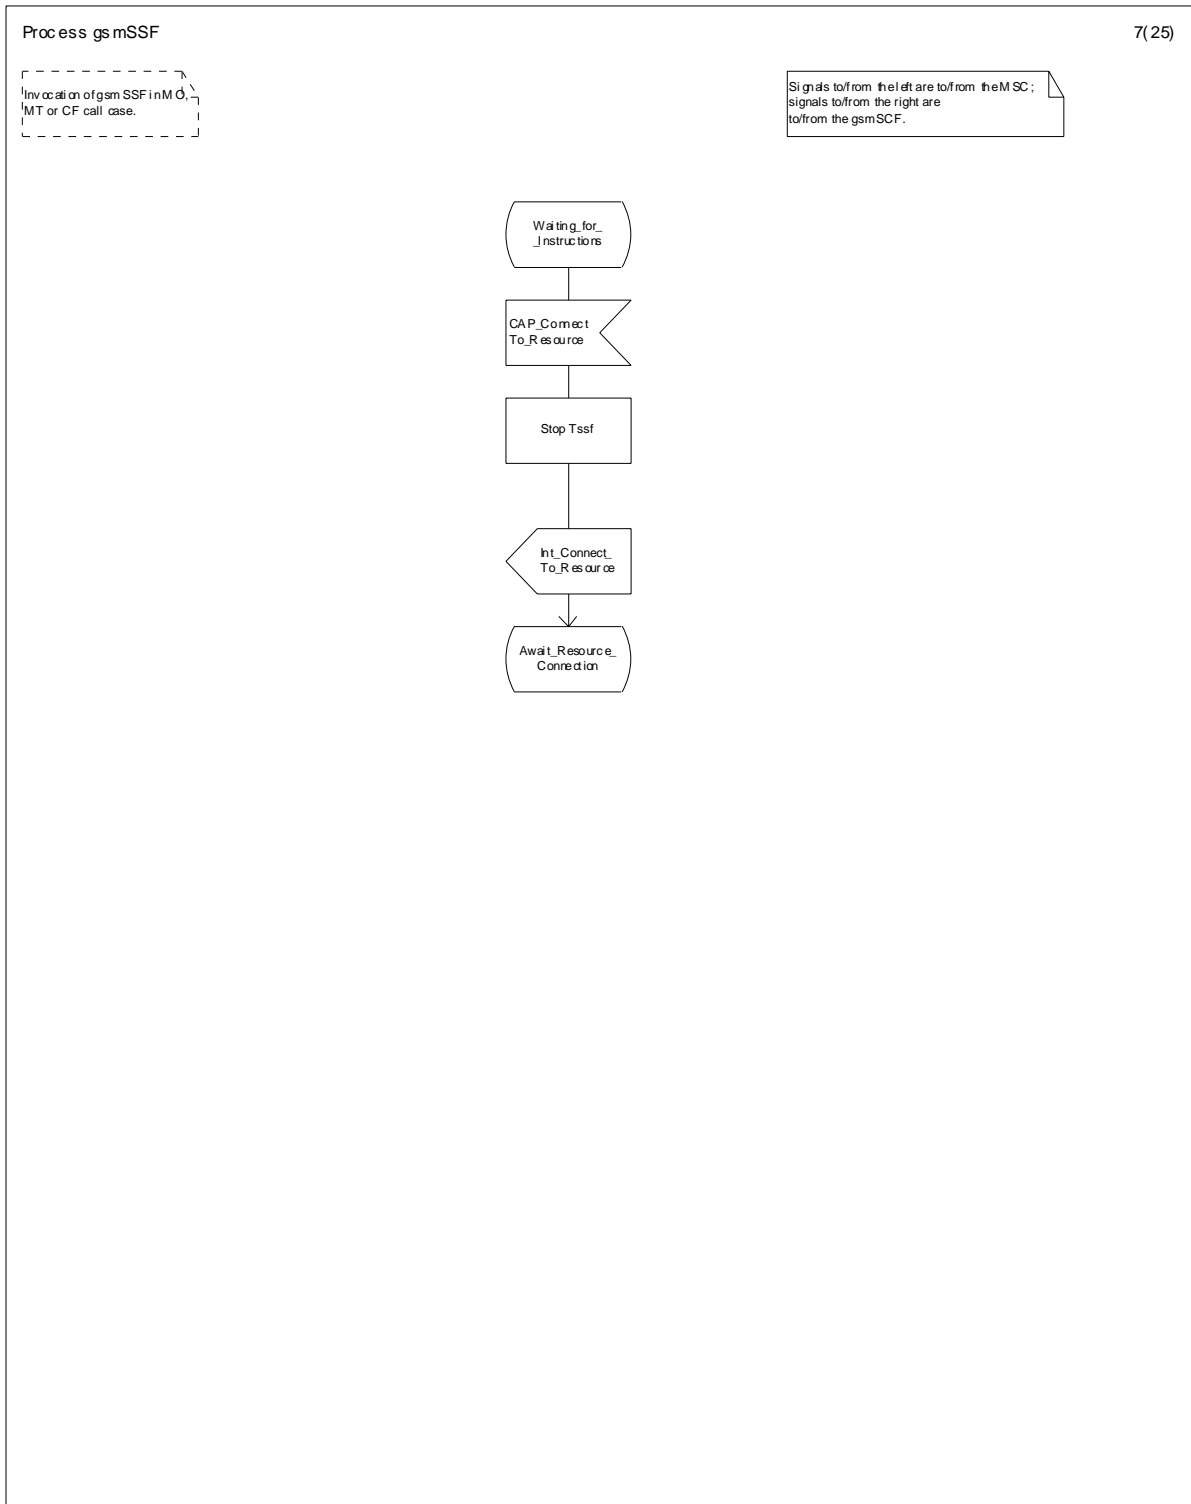 Process gsmSSF
7(25)
Invocation of gsmSSF in MO,
MT or CF call case.
Signals to/from the left are to/from the MSC;
signals to/from the right are
to/from the gsmSCF.
Waiting_for_
_Instructions
CAP_Connect
To_Resource
Stop Tssf
Int_Connect_
To_Resource
Await_Resource_
Connection